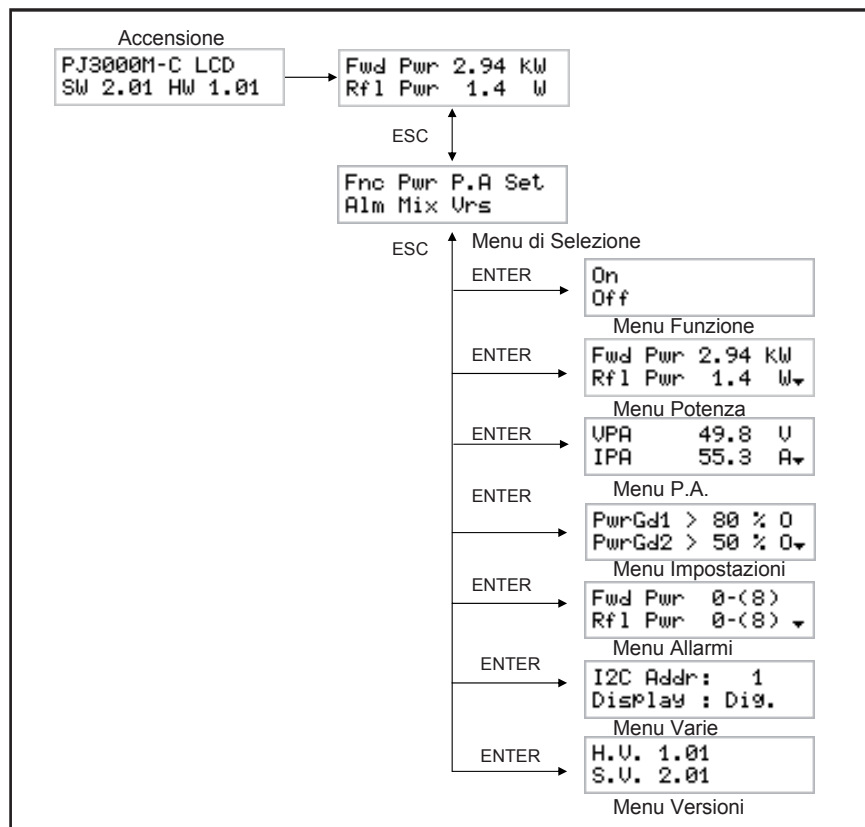 Accensione
PJ3000M-C LCD
SW 2.01 HW 1.01
Fwd Pwr 2.94 KW
Rfl Pwr 1.4 W
ESC
Fnc Pwr P.A Set
Alm Mix Vrs
ESC
Menu di Selezione
ENTER
On
Off
Menu Funzione
ENTER
Fwd Pwr 2.94 KW
Rfl Pwr 1.4 W
Menu Potenza
ENTER
VPA 49.8 V
IPA 55.3 A
Menu P.A.
ENTER
PwrGd1 > 80 % O
PwrGd2 > 50 % O
Menu Impostazioni
ENTER
Fwd Pwr 0-(8)
Rfl Pwr 0-(8)
Menu Allarmi
ENTER
I2C Addr: 1
Display : Dig.
Menu Varie
ENTER
H.V. 1.01
S.V. 2.01
Menu Versioni